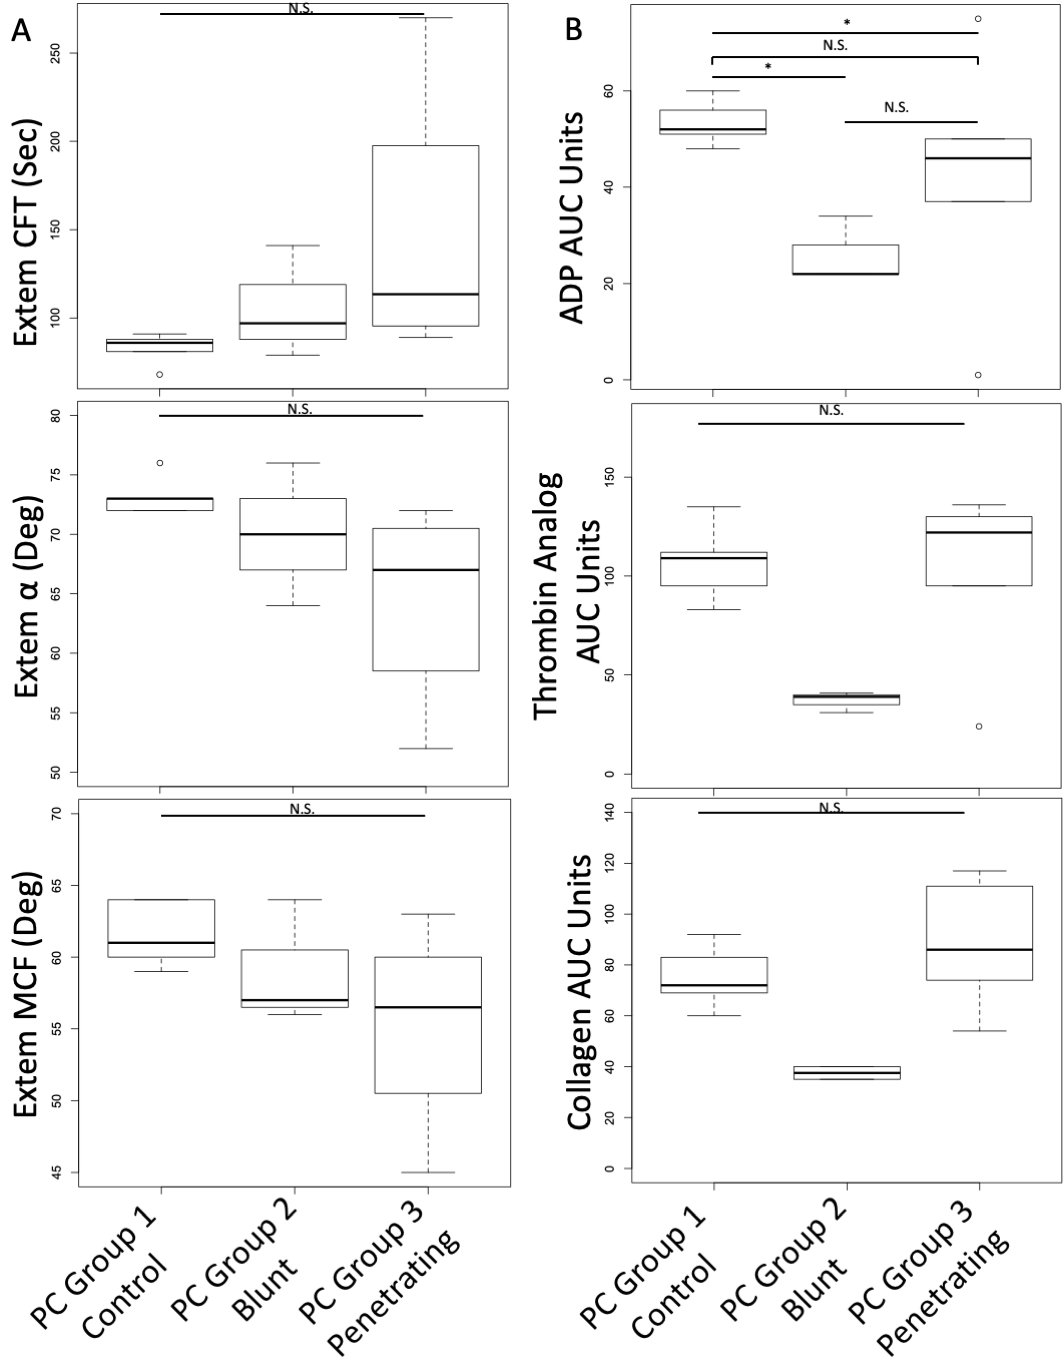 A
N.S.
250
200
150
100
Extem CFT (Sec)
N.S.
80
75
70
65
60
55
50
Extem α (Deg)
N.S.
70
65
60
55
50
45
Extem MCF (Deg)
PC Group 1
Control
PC Group 2
Blunt
PC Group 3
Penetrating
B
*
N.S.
*
N.S.
60
40
20
0
ADP AUC Units
N.S.
150
100
50
0
Thrombin Analog
AUC Units
N.S.
140
120
100
80
60
40
20
0
Collagen AUC Units
PC Group 1
Control
PC Group 2
Blunt
PC Group 3
Penetrating